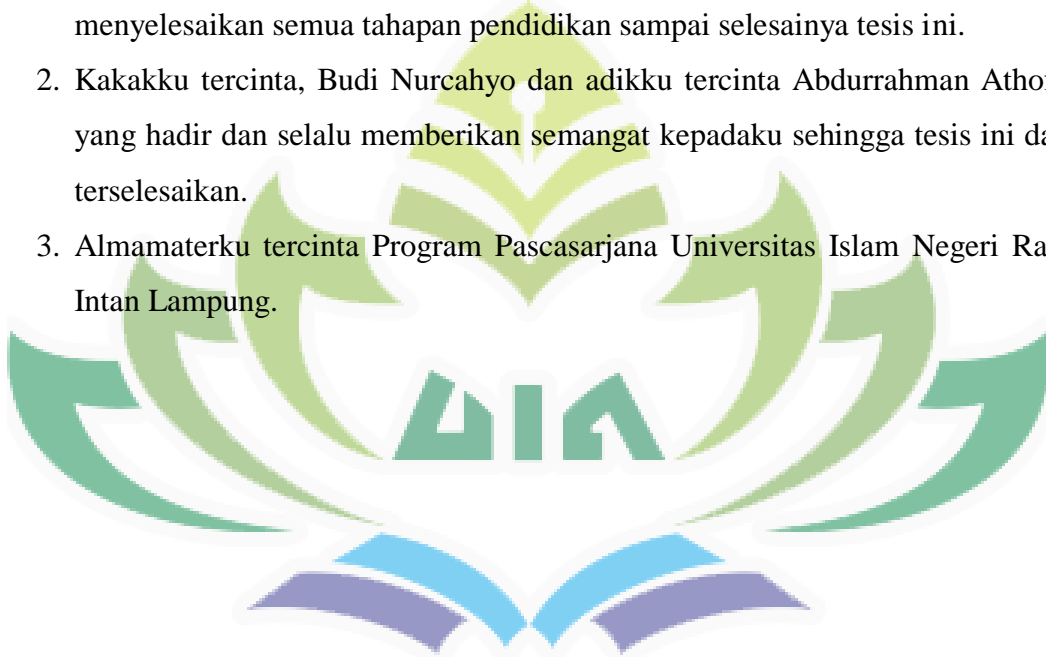 menyelesaikan semua tahapan pendidikan sampai selesainya tesis ini.
2. Kakakku tercinta, Budi Nurcahyo dan adikku tercinta Abdurrahman
yang hadir dan selalu memberikan semangat kepadaku sehingga tesis ini
terselesaikan.
3. Almamaterku tercinta Program Pascasarjana Universitas Islam Negeri
Intan Lampung.
UIN